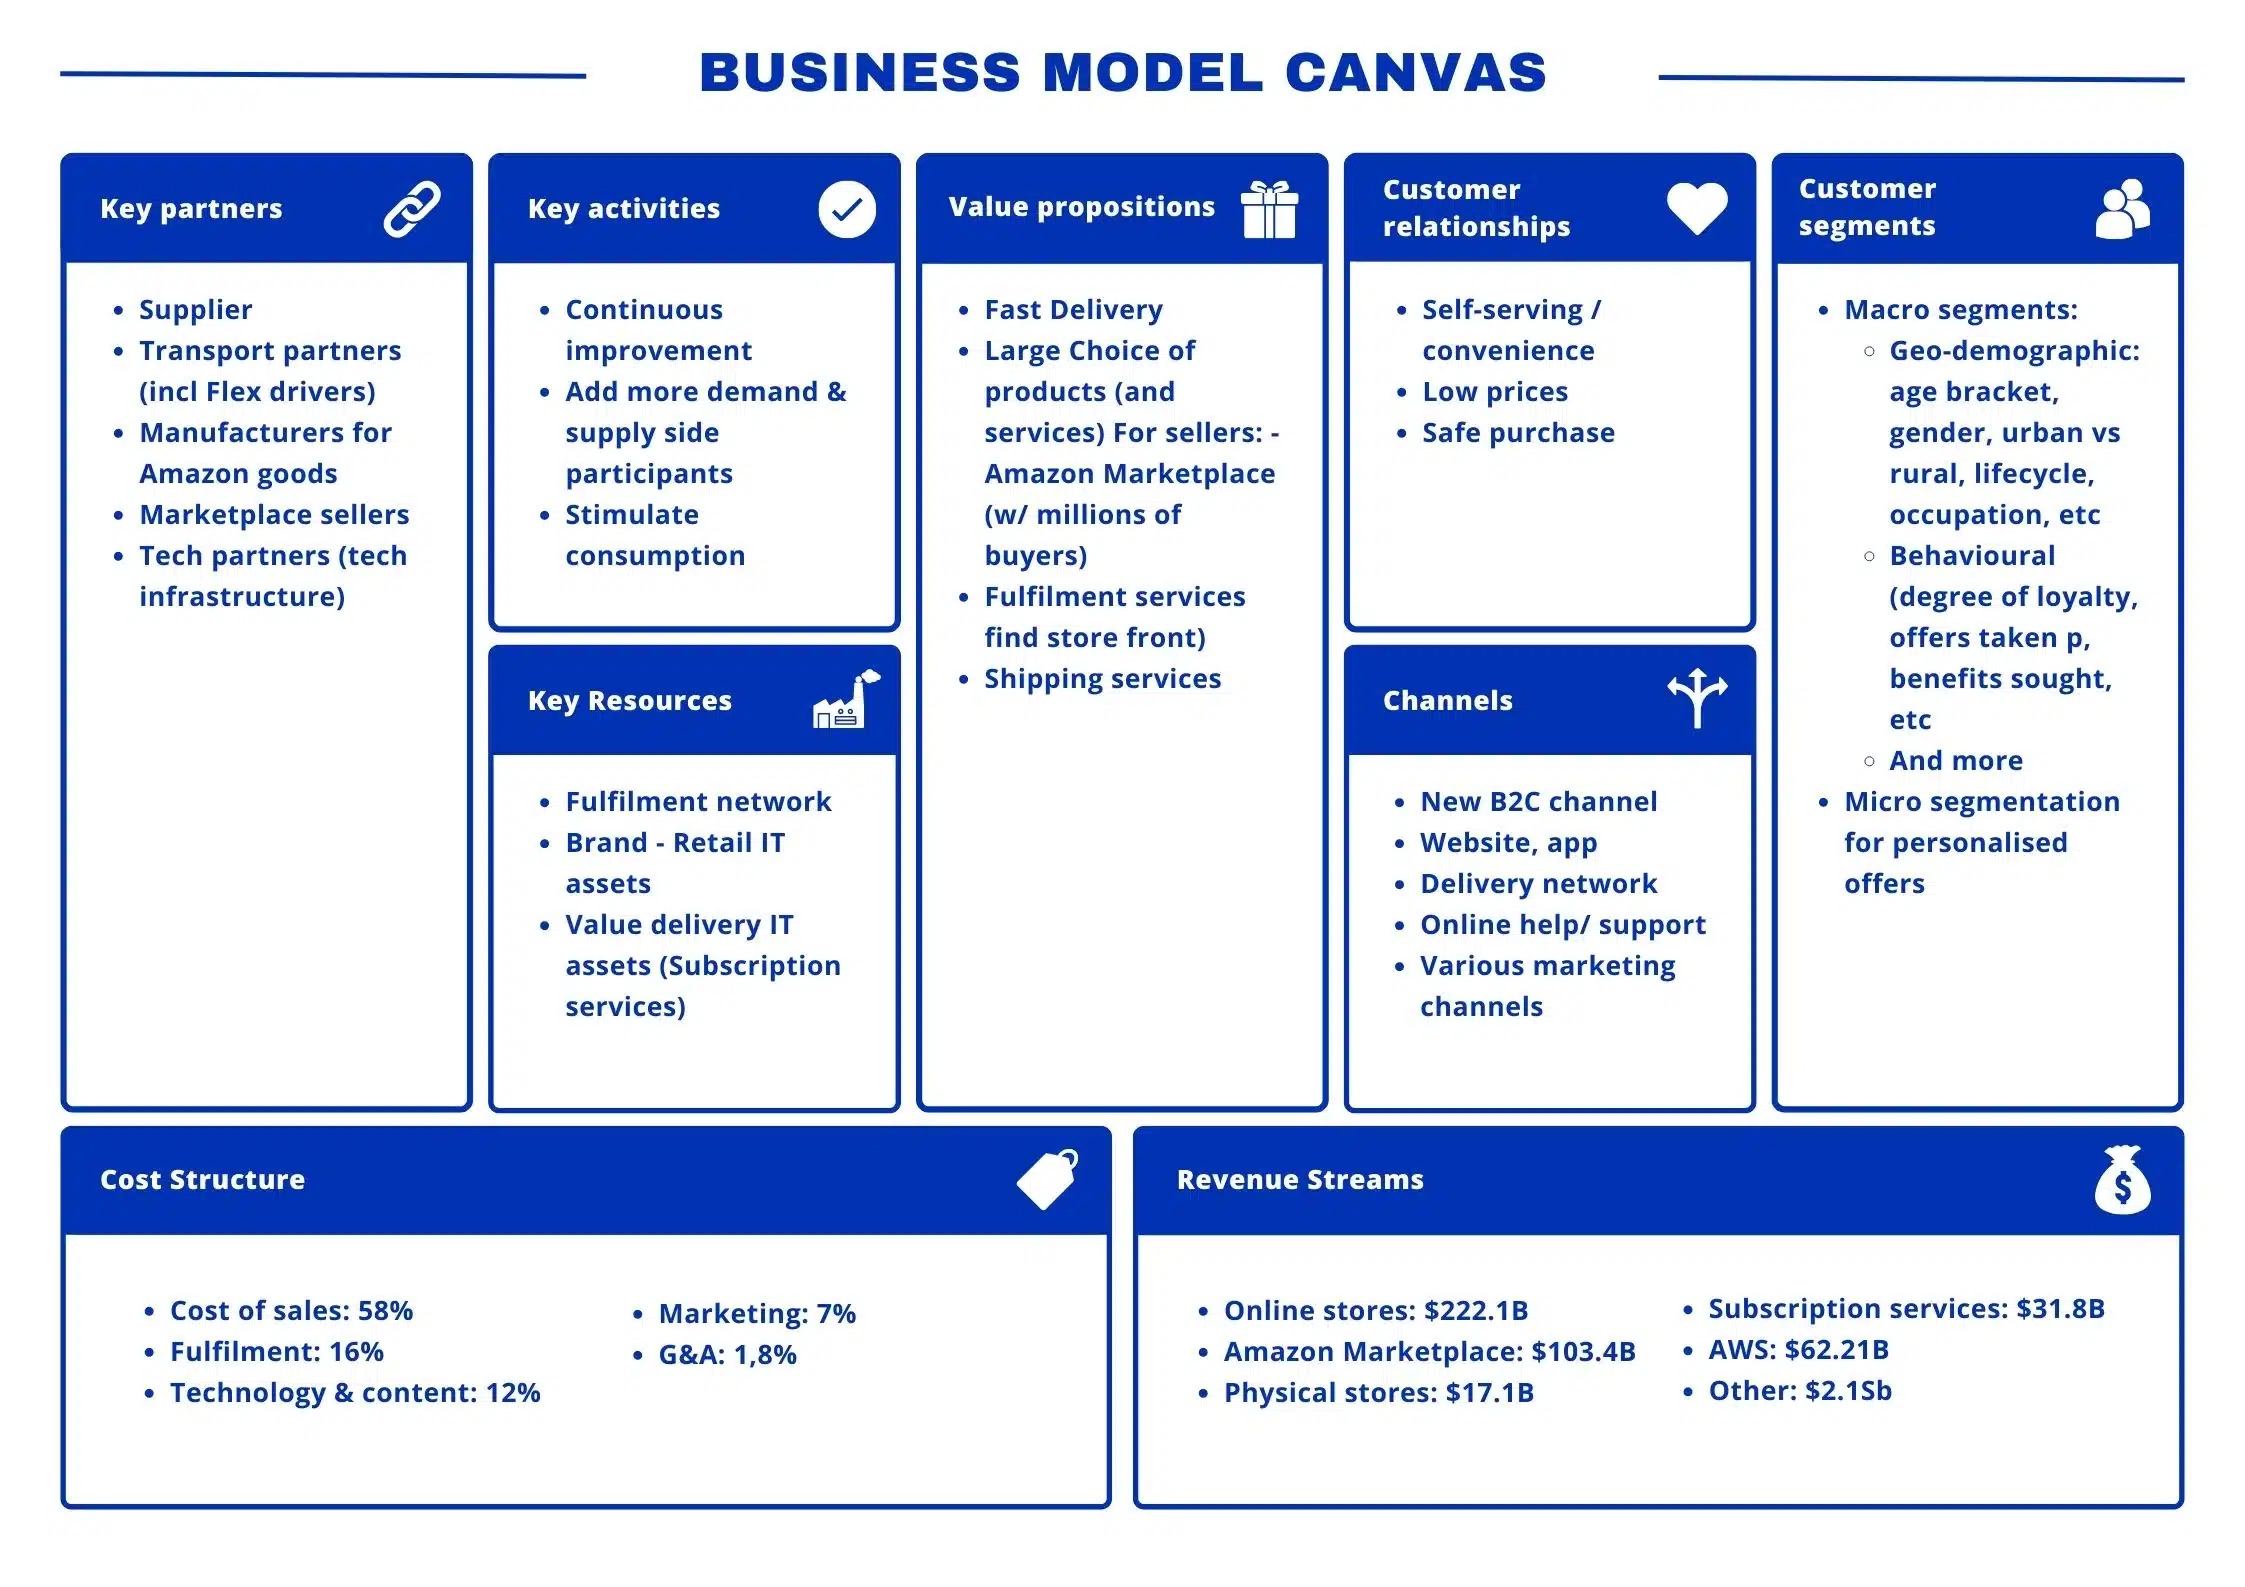 BUSINESS MODEL CANVAS
Key partners
• Supplier
• Transport partners
(incl Flex drivers)
• Manufacturers for
Amazon goods
• Marketplace sellers
• Tech partners (tech
infrastructure)
Key activities
• Continuous
improvement
• Add more demand &
supply side
participants
• Stimulate
consumption
Key Resources
• Fulfilment network
• Brand - Retail IT
assets
• Value delivery IT
assets (Subscription
services)
Value propositions
• Fast Delivery
• Large Choice of
products (and
services) For sellers: -
Amazon Marketplace
(w/ millions of
buyers)
• Fulfilment services
find store front)
• Shipping services
Customer
relationships
• Self-serving /
convenience
• Low prices
• Safe purchase
Channels
• New B2C channel
• Website, app
• Delivery network
• Online help/ support
• Various marketing
channels
Customer
segments
• Macro segments:
◦ Geo-demographic:
age bracket,
gender, urban vs
rural, lifecycle,
occupation, etc
◦ Behavioural
(degree of loyalty,
offers taken p,
benefits sought,
etc
◦ And more
• Micro segmentation
for personalised
offers
Cost Structure
• Cost of sales: 58%
• Fulfilment: 16%
• Technology & content: 12%
• Marketing: 7%
• G&A: 1,8%
Revenue Streams
$
• Online stores: $222.1B
• Amazon Marketplace: $103.4B
• Physical stores: $17.1B
• Subscription services: $31.8B
• AWS: $62.21B
• Other: $2.1Sb